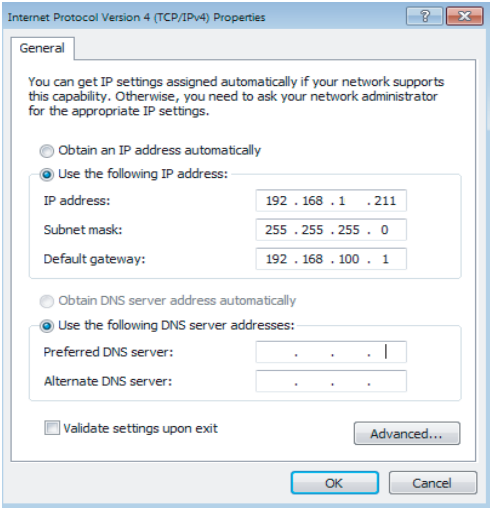 Internet Protocol Version 4 (TCP/IPv4) Properties
General
You can get IP settings assigned automatically if your network supports
this capability. Otherwise, you need to ask your network administrator
for the appropriate IP settings.
Obtain an IP address automatically
Use the following IP address:
IP address: 192 . 168 . 1 . 211
Subnet mask: 255 . 255 . 255 . 0
Default gateway: 192 . 168 . 100 . 1
Obtain DNS server address automatically
Use the following DNS server addresses:
Preferred DNS server: . . .
Alternate DNS server: . . .
Validate settings upon exit
Advanced...
OK Cancel